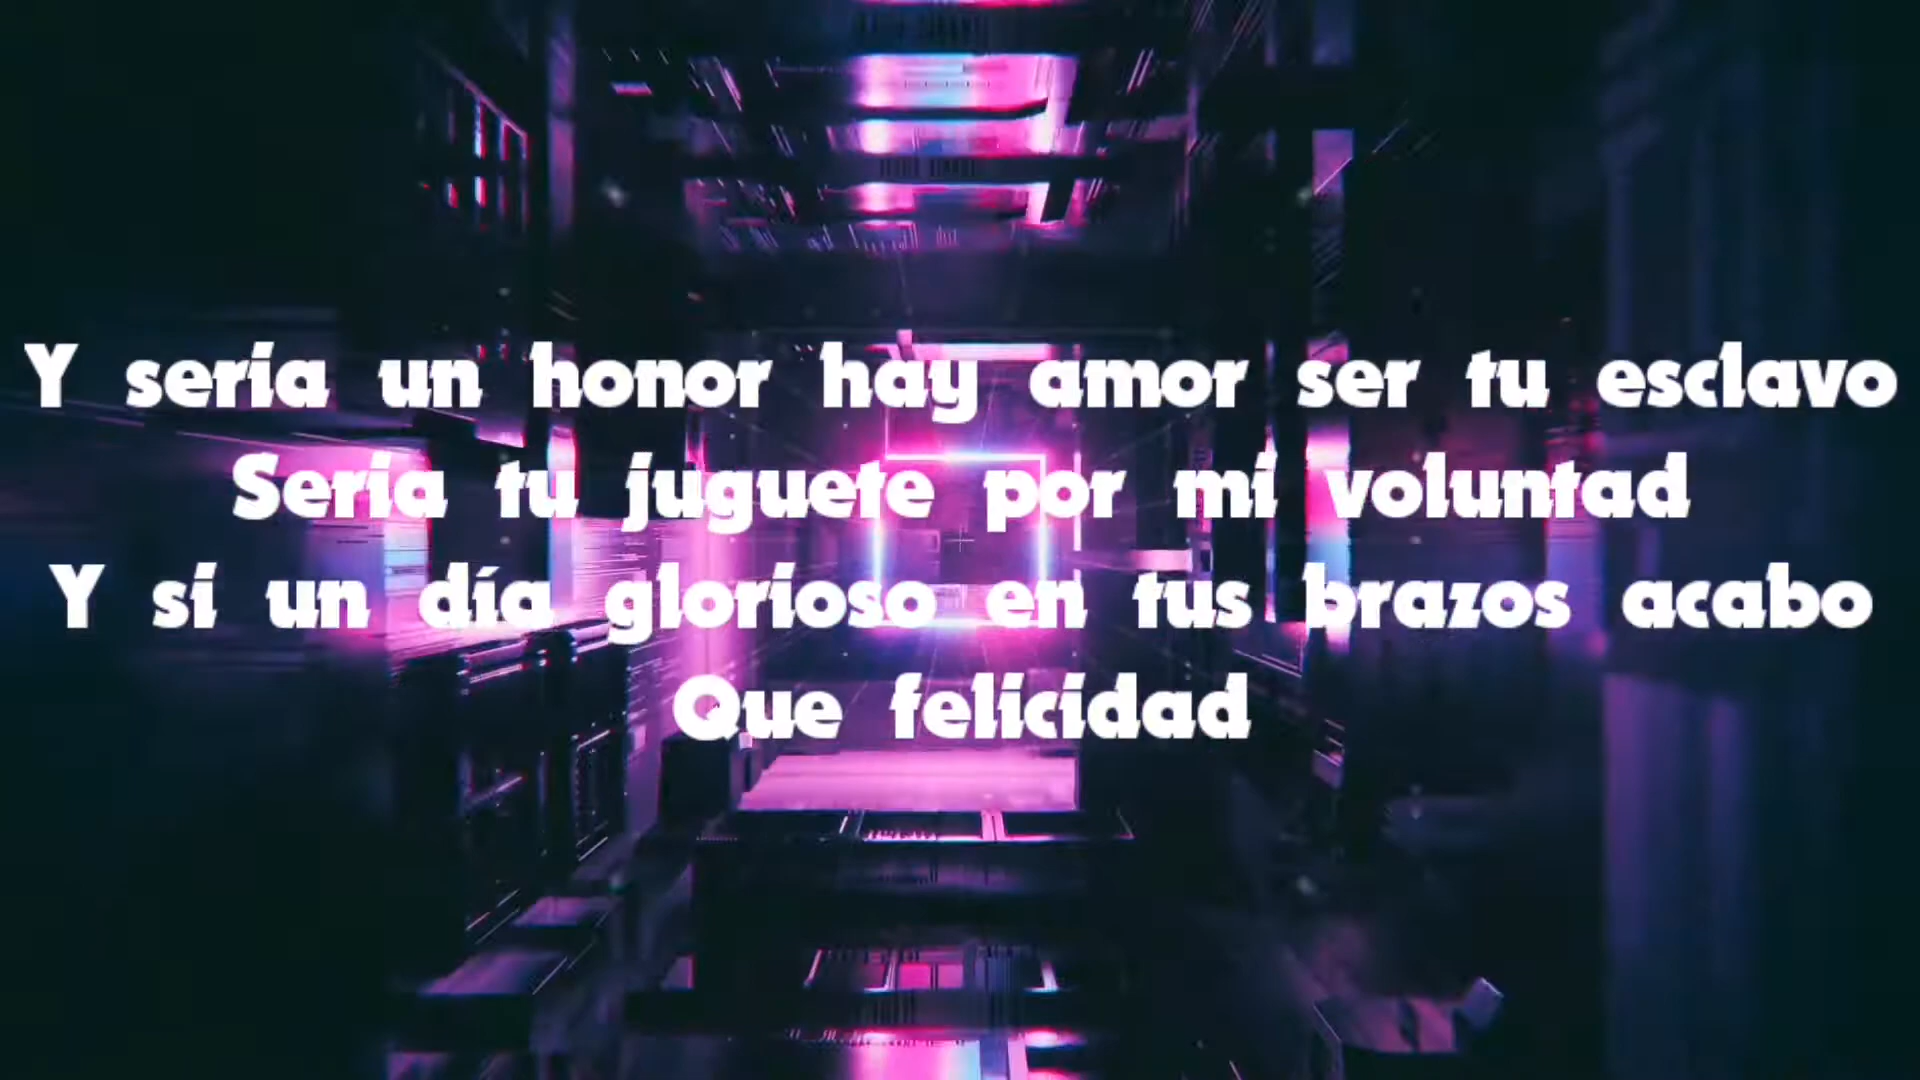 Y sería un honor hay amor ser tu esclavo
Sería tu juguete por mi voluntad
Y si un día glorioso en tus brazos acabo
Que felicidad